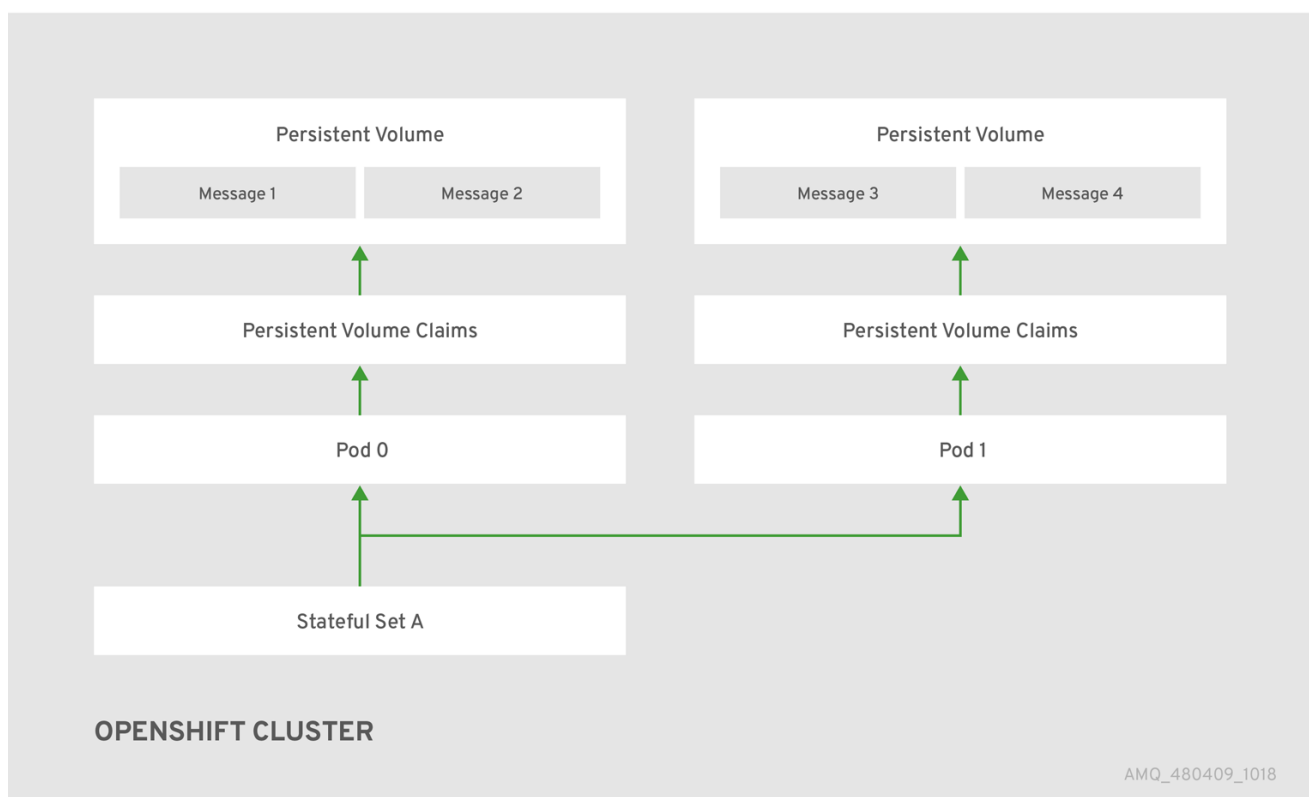 Persistent Volume
Message 1
Message 2
Persistent Volume
Message 3
Message 4
Persistent Volume Claims
Persistent Volume Claims
Pod 0
Pod 1
Stateful Set A
OPENSHIFT CLUSTER
AMQ_480409_1018